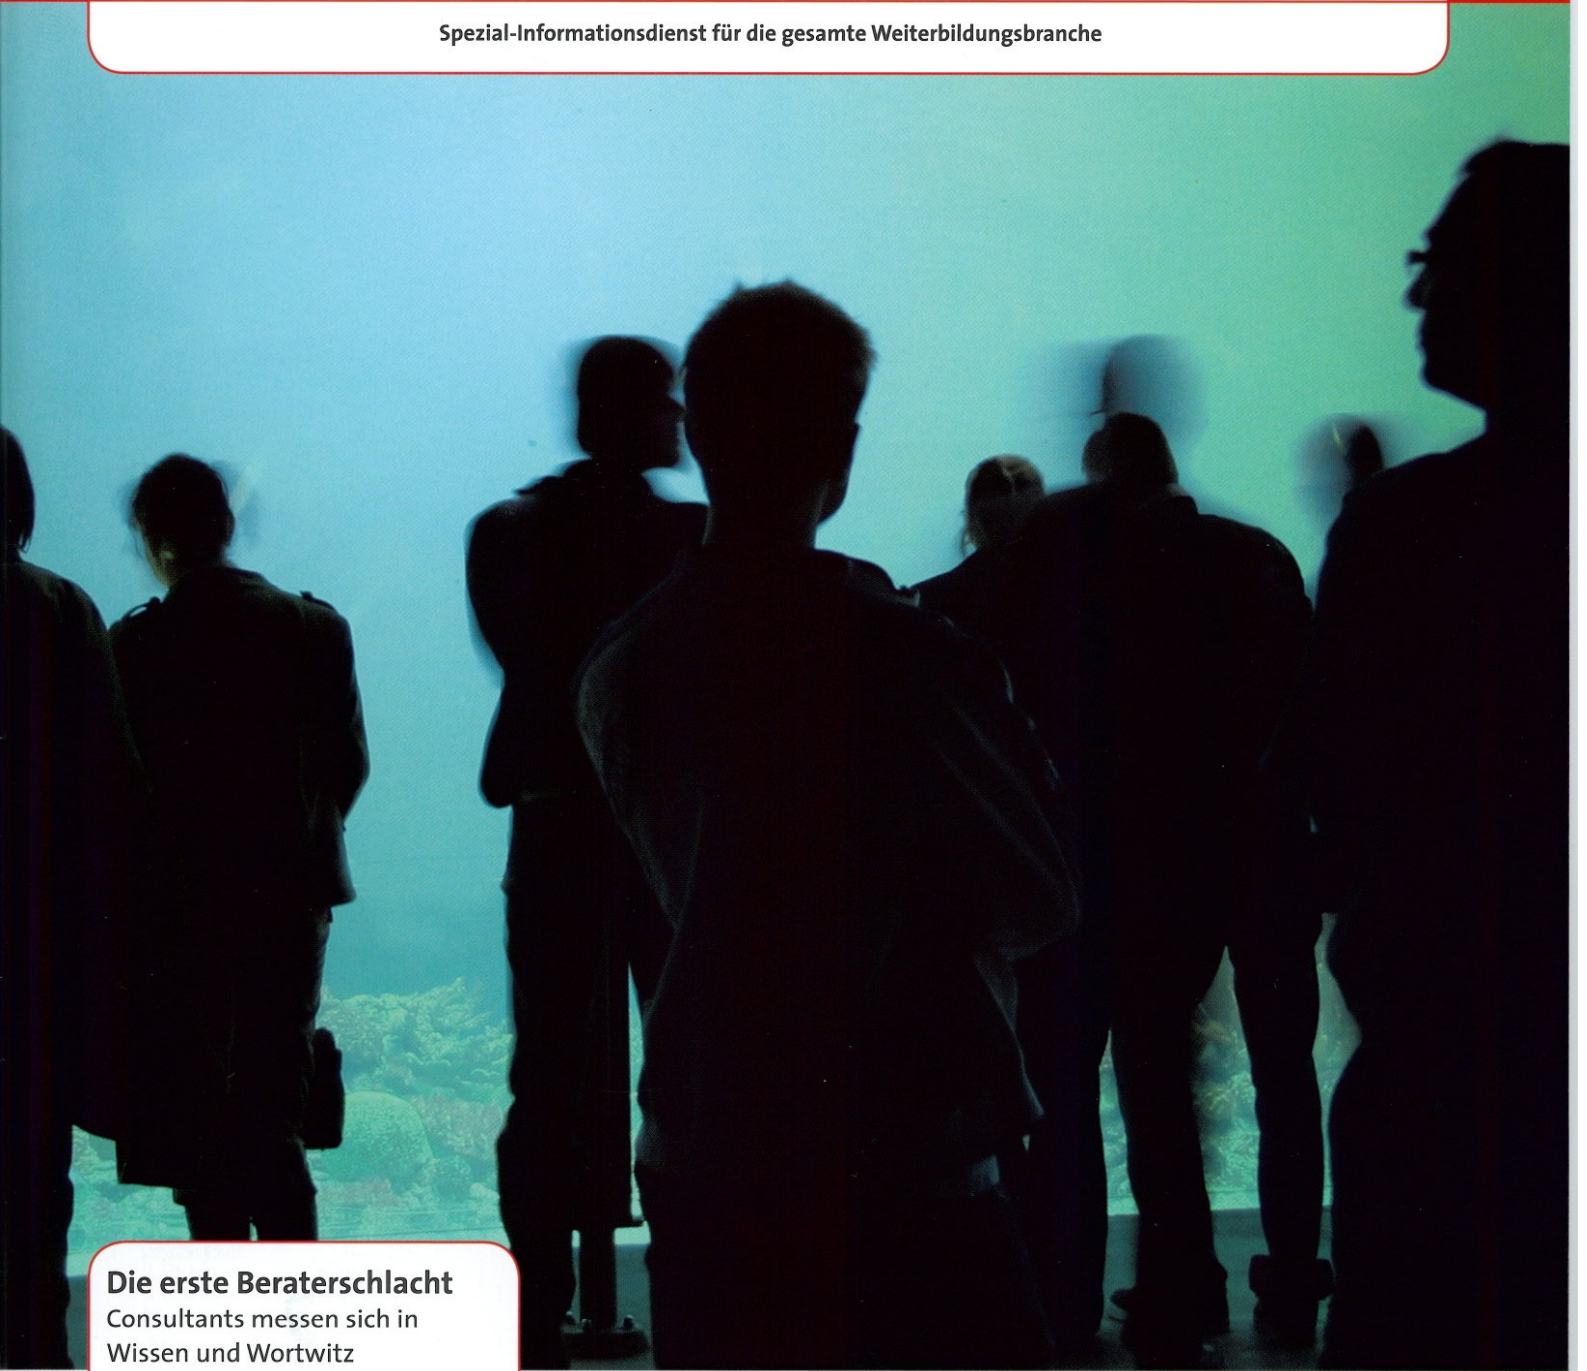 Spezial-Informationsdienst für die gesamte Weiterbildungsbranche
Die erste Beraterschlacht
Consultants messen sich in
Wissen und Wortwitz